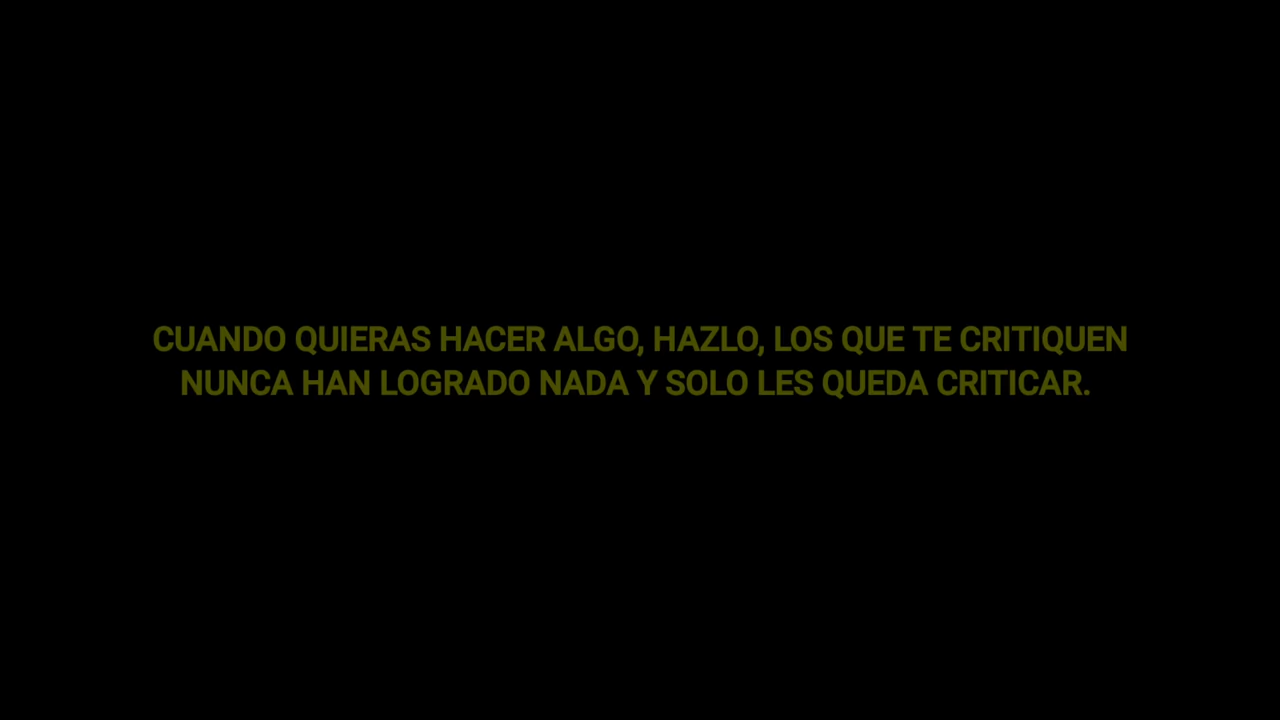 CUANDO QUIERAS HACER ALGO, HAZLO, LOS QUE TE CRITIQUEN
NUNCA HAN LOGRADO NADA Y SOLO LES QUEDA CRITICAR.